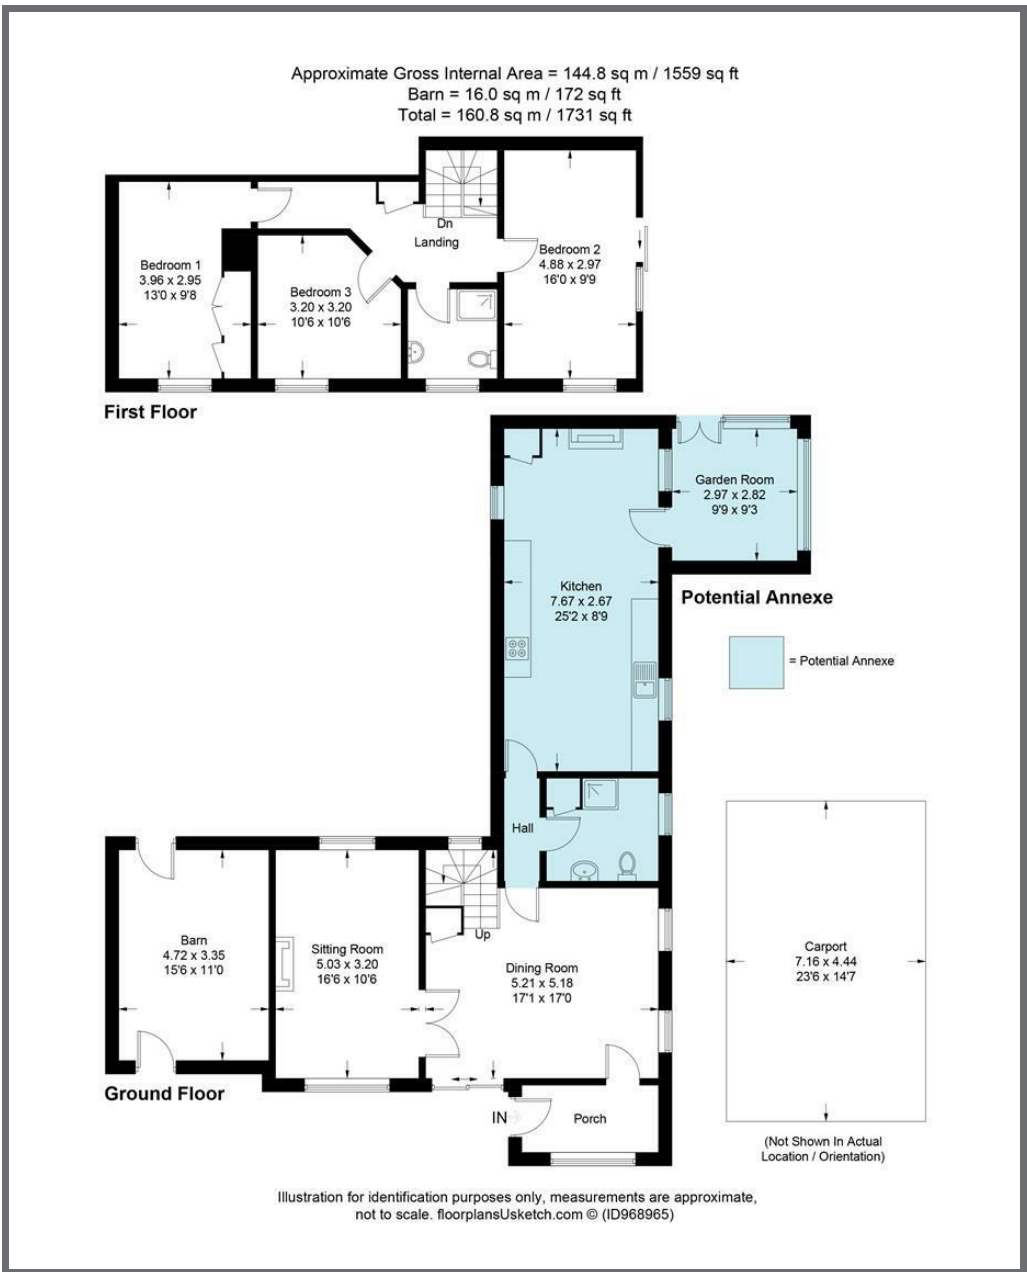 Approximate Gross Internal Area = 144.8 sq m / 1559 sq ft
Barn = 16.0 sq m / 172 sq ft
Total = 160.8 sq m / 1731 sq ft
Dn
Landing
Bedroom 2
4.88 x 2.97
16'0 x 9'9
Bedroom 1
3.96 x 2.95
13'0 x 9'8
Bedroom 3
3.20 x 3.20
10'6 x 10'6
First Floor
Garden Room
2.97 x 2.82
9'9 x 9'3
Kitchen
7.67 x 2.67
25'2 x 8'9
Potential Annexe
= Potential Annexe
Hall
Barn
4.72 x 3.35
15'6 x 11'0
Sitting Room
5.03 x 3.20
16'6 x 10'6
Up
Dining Room
5.21 x 5.18
17'1 x 17'0
Carport
7.16 x 4.44
23'6 x 14'7
Ground Floor
IN
Porch
(Not Shown In Actual
Location / Orientation)
Illustration for identification purposes only, measurements are approximate,
not to scale. floorplansUsketch.com © (ID968965)